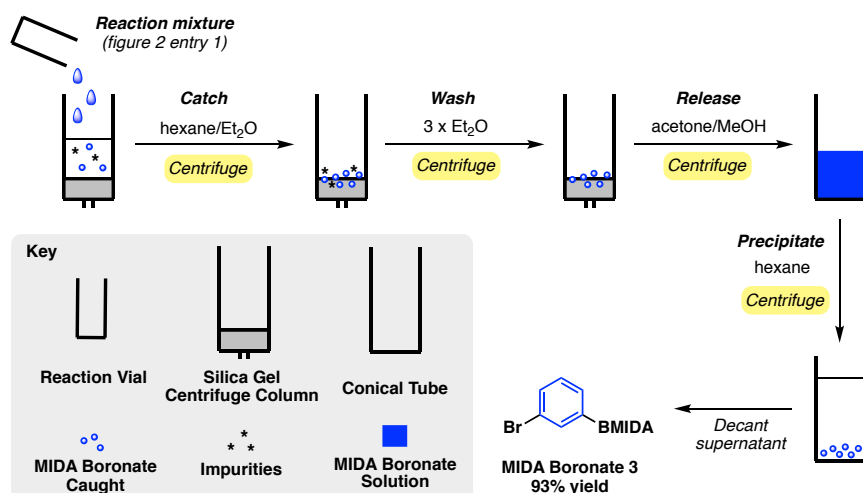 Reaction mixture
(figure 2 entry 1)
Catch
hexane/Et2O
Centrifuge
Wash
3 x Et2O
Centrifuge
Release
acetone/MeOH
Centrifuge
Precipitate
hexane
Centrifuge
Key
Reaction Vial
Silica Gel
Centrifuge Column
Conical Tube
MIDA Boronate
Caught
Impurities
MIDA Boronate
Solution
Br
BMIDA
MIDA Boronate 3
93% yield
Decant
supernatant